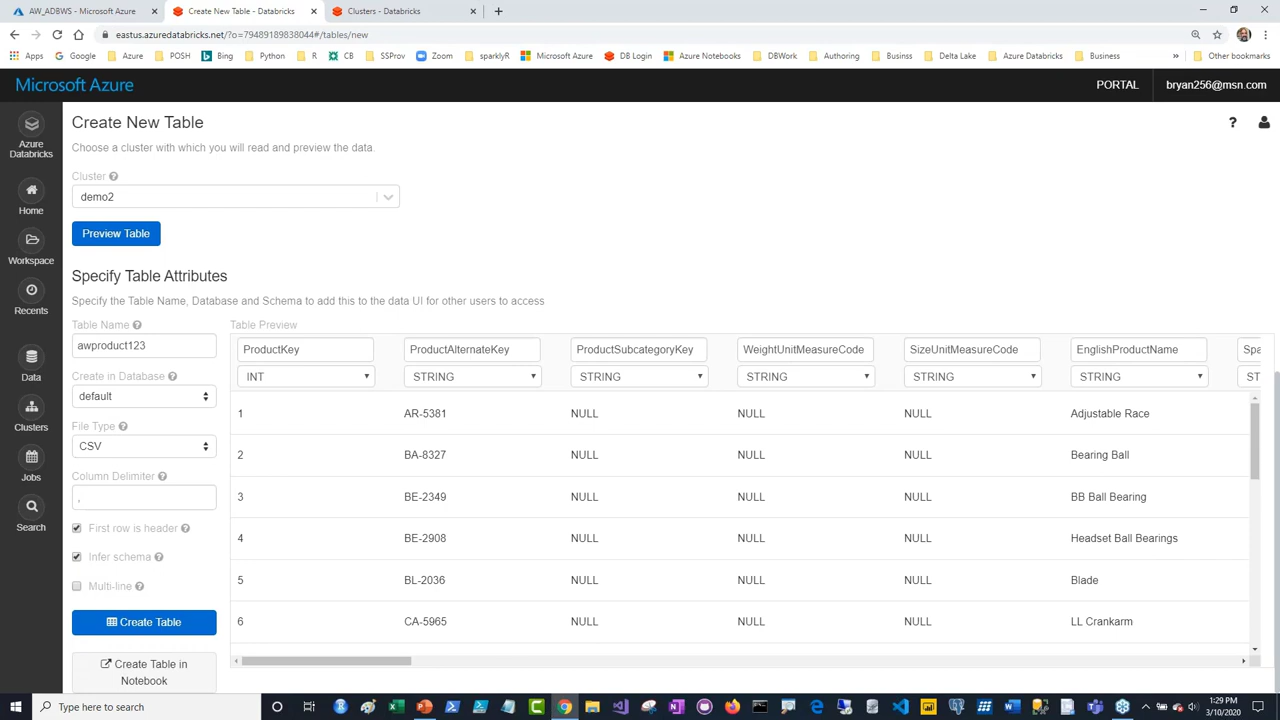 AW_ADBWS - Microsoft Azure
Create New Table - Databricks
Clusters - Databricks
eastus.azuredatabricks.net/?o=79489189838044#/tables/new
Apps Google Azure POSH Bing Python R CB SSProv Zoom sparklyR Microsoft Azure DB Login Azure Notebooks DBWork Authoring Businss Delta Lake Azure Databricks Business » Other bookmarks
Microsoft Azure
PORTAL
bryan256@msn.com
Azure
Databricks
Home
Workspace
Recents
Data
Clusters
Jobs
Search
Create New Table
Choose a cluster with which you will read and preview the data.
Cluster
demo2
Preview Table
Specify Table Attributes
Specify the Table Name, Database and Schema to add this to the data UI for other users to access
Table Name
awproduct123
Create in Database
default
File Type
CSV
Column Delimiter
,
First row is header
Infer schema
Multi-line
Create Table
Create Table in
Notebook
Table Preview
ProductKey ProductAlternateKey ProductSubcategoryKey WeightUnitMeasureCode SizeUnitMeasureCode EnglishProductName Spa
INT STRING STRING STRING STRING STRING ST
1 AR-5381 NULL NULL NULL Adjustable Race
2 BA-8327 NULL NULL NULL Bearing Ball
3 BE-2349 NULL NULL NULL BB Ball Bearing
4 BE-2908 NULL NULL NULL Headset Ball Bearings
5 BL-2036 NULL NULL NULL Blade
6 CA-5965 NULL NULL NULL LL Crankarm
Type here to search
1:29 PM
3/10/2020